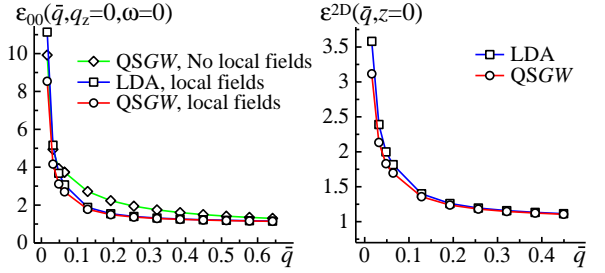 ε₀₀(q̄,q_z=0,ω=0)
10
8
6
4
2
0
QSGW, No local fields
LDA, local fields
QSGW, local fields
0 0.1 0.2 0.3 0.4 0.5 0.6 q̄
ε²ᴰ(q̄,z=0)
3.5
3
2.5
2
1.5
1
LDA
QSGW
0 0.1 0.2 0.3 0.4 q̄